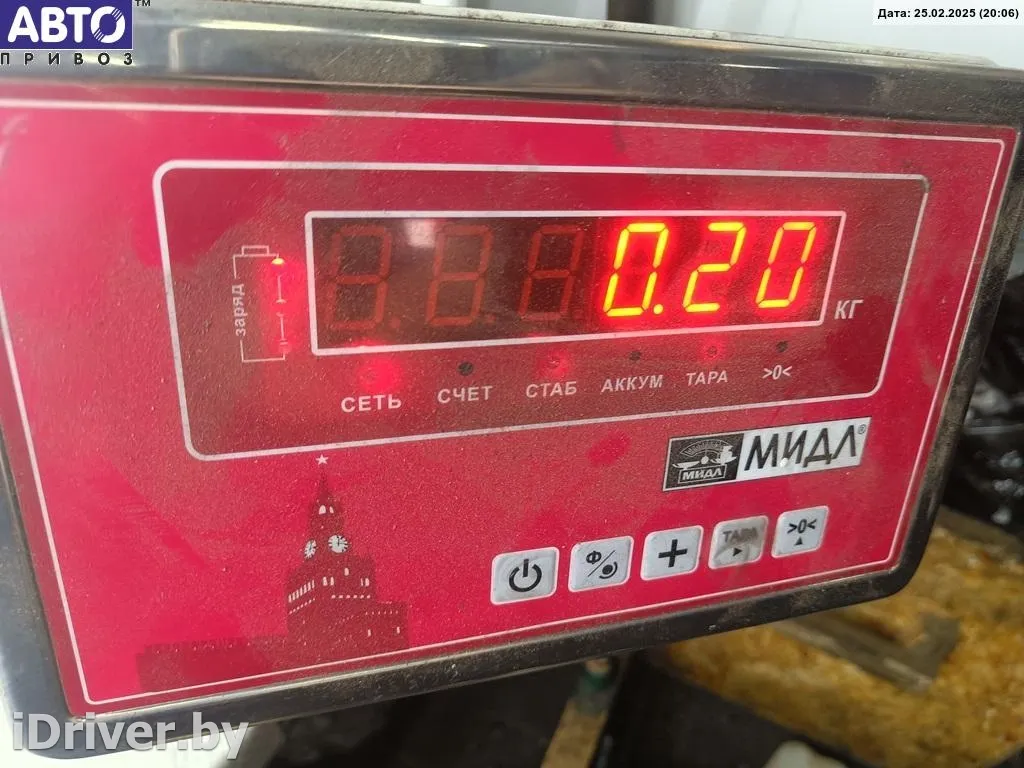 АВТО™
ПРИВОЗ
Дата: 25.02.2025 (20:06)
заряд
0.20 КГ
СЕТЬ СЧЕТ СТАБ АККУМ ТАРА >0<
МИДЛ МИДЛ®
Ф ТАРА >0<
iDriver.by